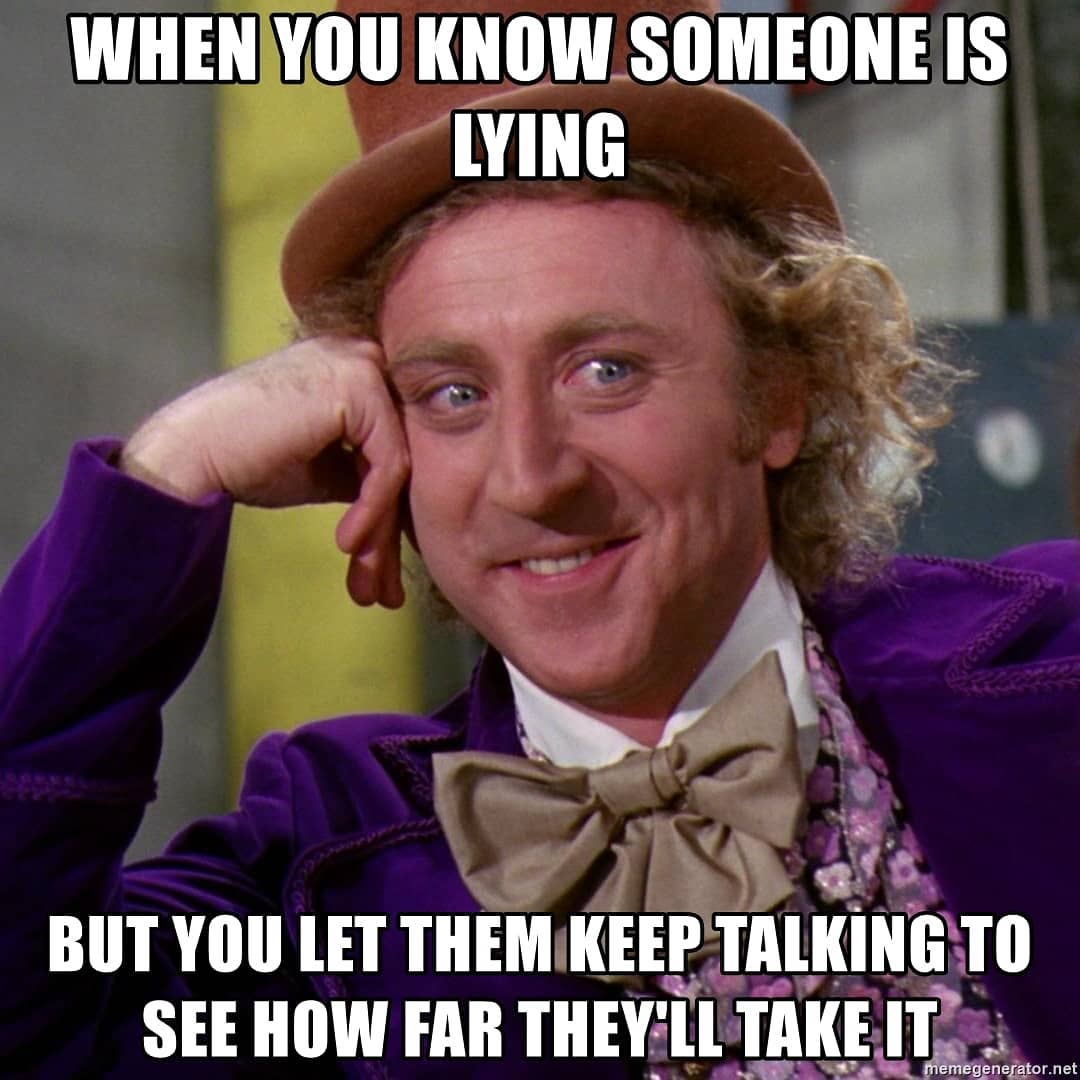 WHEN YOU KNOW SOMEONE IS
LYING
BUT YOU LET THEM KEEP TALKING TO
SEE HOW FAR THEY'LL TAKE IT
memegenerator.net